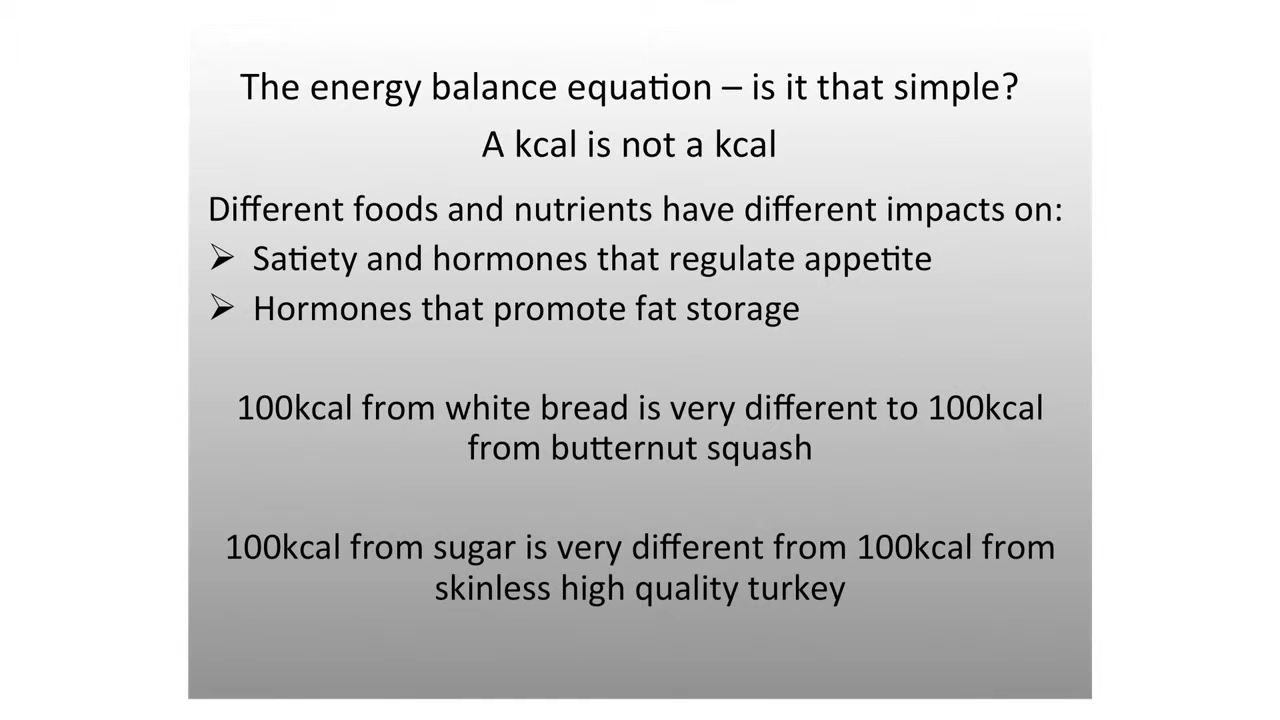 The energy balance equation – is it that simple?
A kcal is not a kcal
Different foods and nutrients have different impacts on:
➢ Satiety and hormones that regulate appetite
➢ Hormones that promote fat storage
100kcal from white bread is very different to 100kcal
from butternut squash
100kcal from sugar is very different from 100kcal from
skinless high quality turkey